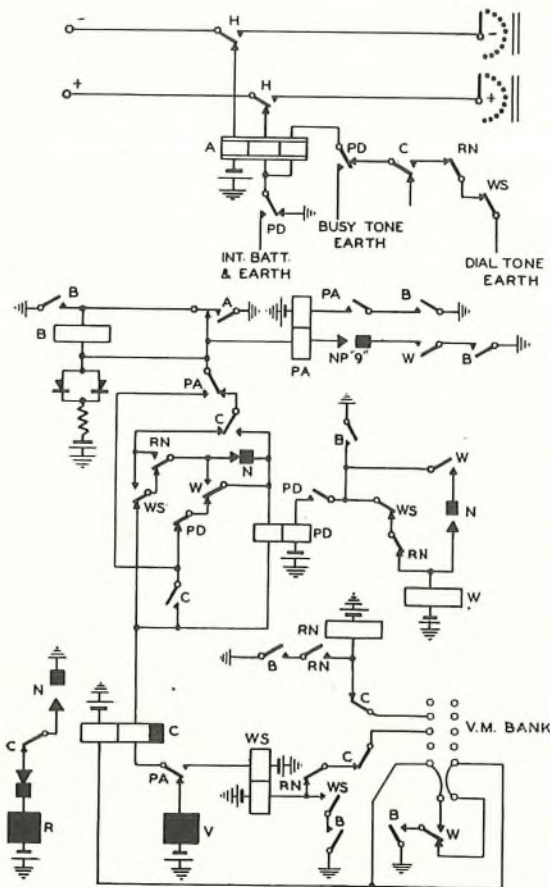 - H -
+ H +
A
PD C RN
WS
PD
INT. BATT.
& EARTH
BUSY TONE
EARTH
DIAL TONE
EARTH
B A PA B
B
PA NP"9" W B
PA
C
RN
N
W
WS
PD
C
B
W
PD WS
N
PD RN
W
RN
B RN
C
V.M. BANK
N
C
C
WS
C
PA
RN WS
B
B W
R V